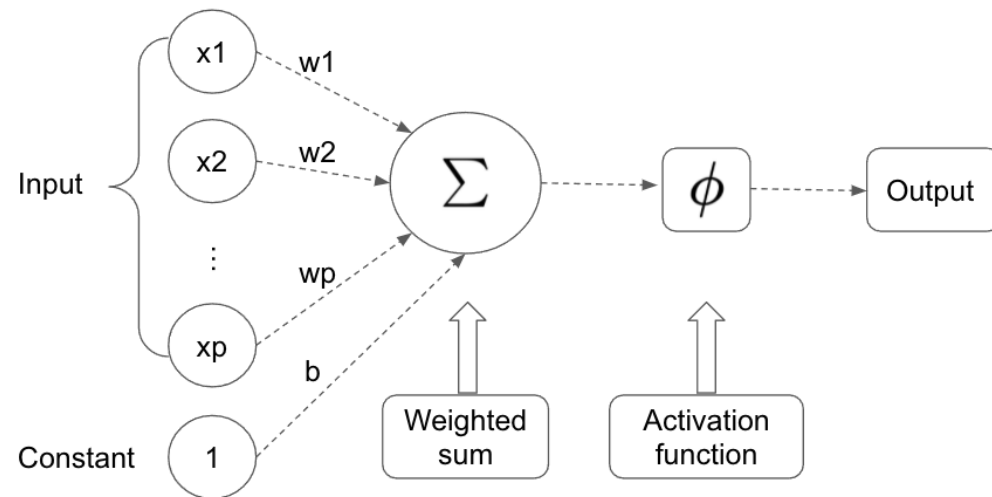 x1
w1
x2
w2
Input
Σ
ϕ
Output
⋮
wp
xp
b
Weighted
sum
Activation
function
Constant
1